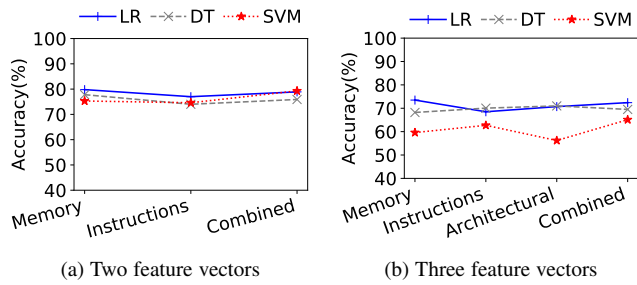 LR DT SVM
100
90
80
70
60
50
40
Accuracy(%)
Memory
Instructions
Combined
(a) Two feature vectors
LR DT SVM
100
90
80
70
60
50
40
Accuracy(%)
Memory
Instructions
Architectural
Combined
(b) Three feature vectors